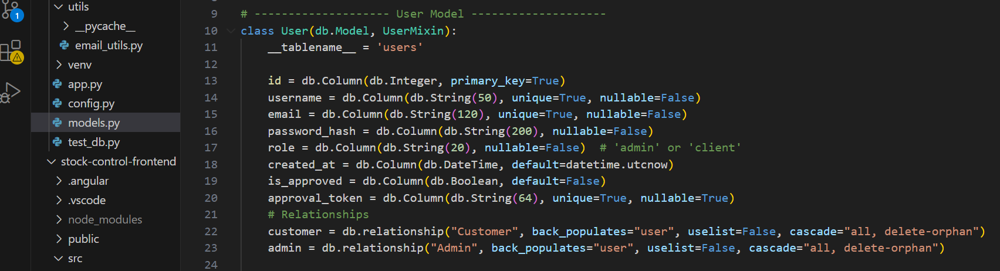 1
utils
__pycache__
email_utils.py
venv
app.py
config.py
models.py
test_db.py
stock-control-frontend
.angular
.vscode
node_modules
public
src
9 # -------------------- User Model --------------------
10 class User(db.Model, UserMixin):
11 __tablename__ = 'users'
12
13 id = db.Column(db.Integer, primary_key=True)
14 username = db.Column(db.String(50), unique=True, nullable=False)
15 email = db.Column(db.String(120), unique=True, nullable=False)
16 password_hash = db.Column(db.String(200), nullable=False)
17 role = db.Column(db.String(20), nullable=False)  # 'admin' or 'client'
18 created_at = db.Column(db.DateTime, default=datetime.utcnow)
19 is_approved = db.Column(db.Boolean, default=False)
20 approval_token = db.Column(db.String(64), unique=True, nullable=True)
21 # Relationships
22 customer = db.relationship("Customer", back_populates="user", uselist=False, cascade="all, delete-orphan")
23 admin = db.relationship("Admin", back_populates="user", uselist=False, cascade="all, delete-orphan")
24